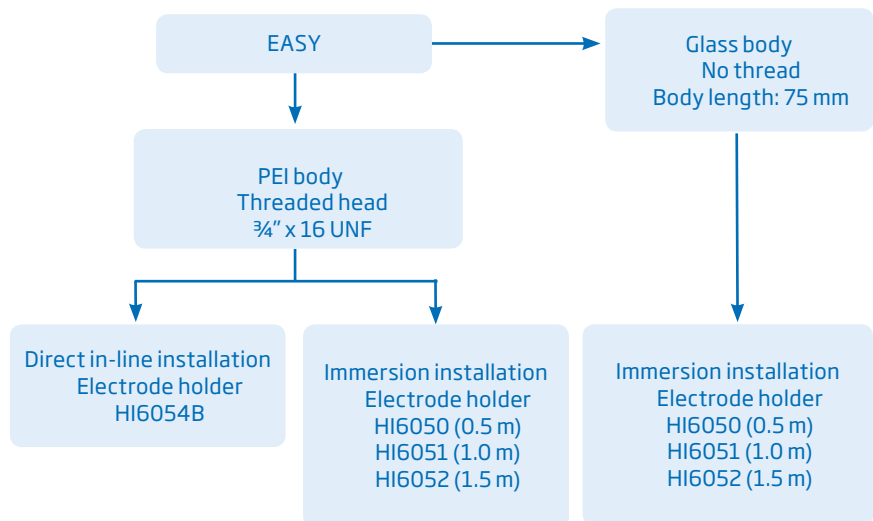 EASY
Glass body
No thread
Body length: 75 mm
PEI body
Threaded head
¾” x 16 UNF
Direct in-line installation
Electrode holder
HI6054B
Immersion installation
Electrode holder
HI6050 (0.5 m)
HI6051 (1.0 m)
HI6052 (1.5 m)
Immersion installation
Electrode holder
HI6050 (0.5 m)
HI6051 (1.0 m)
HI6052 (1.5 m)